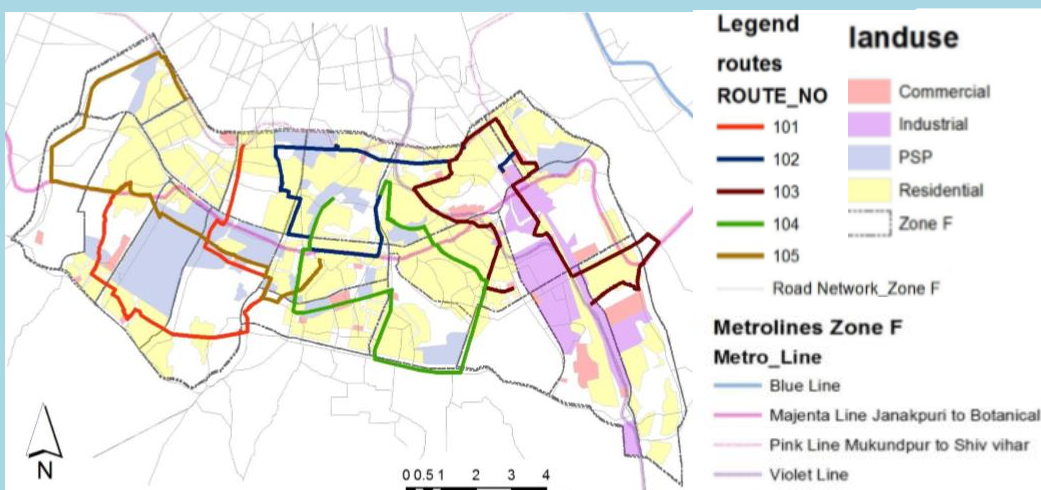 Legend
routes
ROUTE_NO
101
102
103
104
105
Road Network_Zone F
landuse
Commercial
Industrial
PSP
Residential
Zone F
Metrolines Zone F
Metro_Line
Blue Line
Majenta Line Janakpuri to Botanical
Pink Line Mukundpur to Shiv vihar
Violet Line
N
0 0.5 1 2 3 4